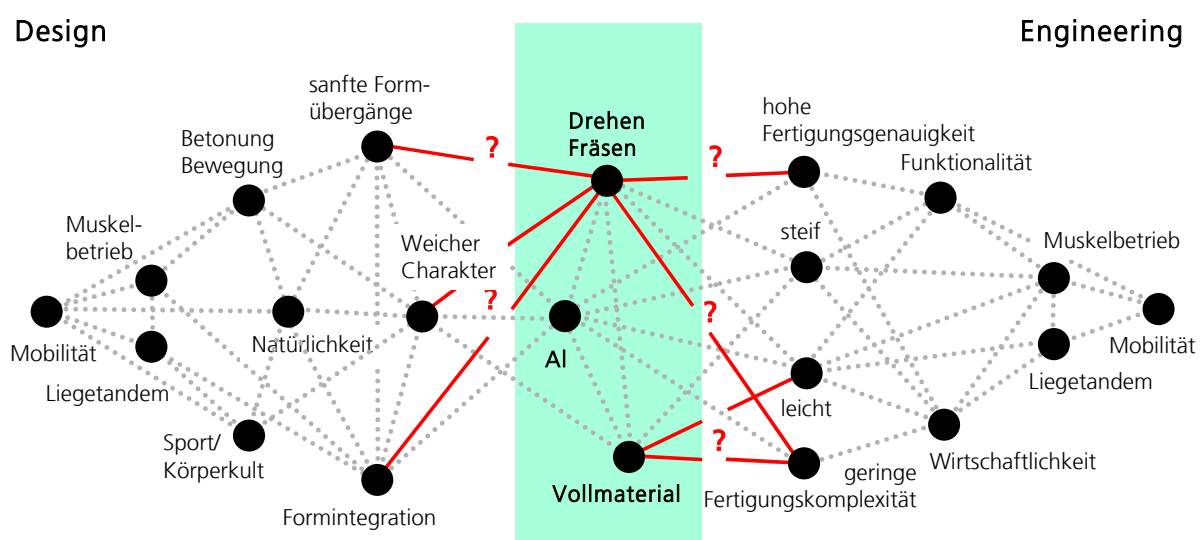 Design
Engineering
sanfte Form-
übergänge
Betonung
Bewegung
Muskel-
betrieb
Mobilität
Liegetandem
Natürlichkeit
Sport/
Körperkult
Formintegration
Weicher
Charakter
?
?
Drehen
Fräsen
Al
Vollmaterial
?
?
?
hohe
Fertigungsgenauigkeit
Funktionalität
steif
Muskelbetrieb
leicht
Liegetandem
Mobilität
Wirtschaftlichkeit
geringe
Fertigungskomplexität